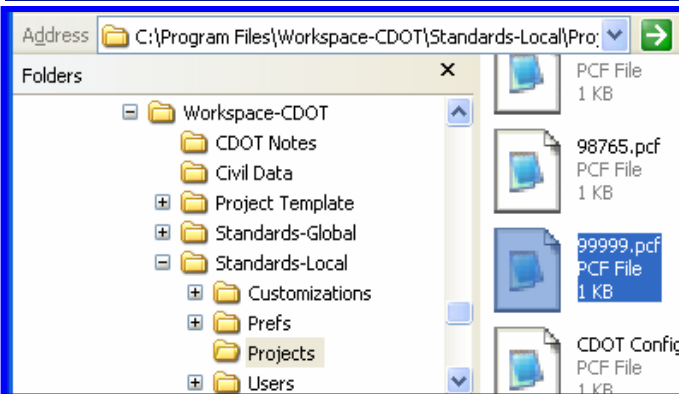 Address C:\Program Files\Workspace-CDOT\Standards-Local\Pro
Folders
Workspace-CDOT
CDOT Notes
Civil Data
Project Template
Standards-Global
Standards-Local
Customizations
Prefs
Projects
Users
PCF File
1 KB
98765.pcf
PCF File
1 KB
99999.pcf
PCF File
1 KB
CDOT Config
PCF File
1 KB